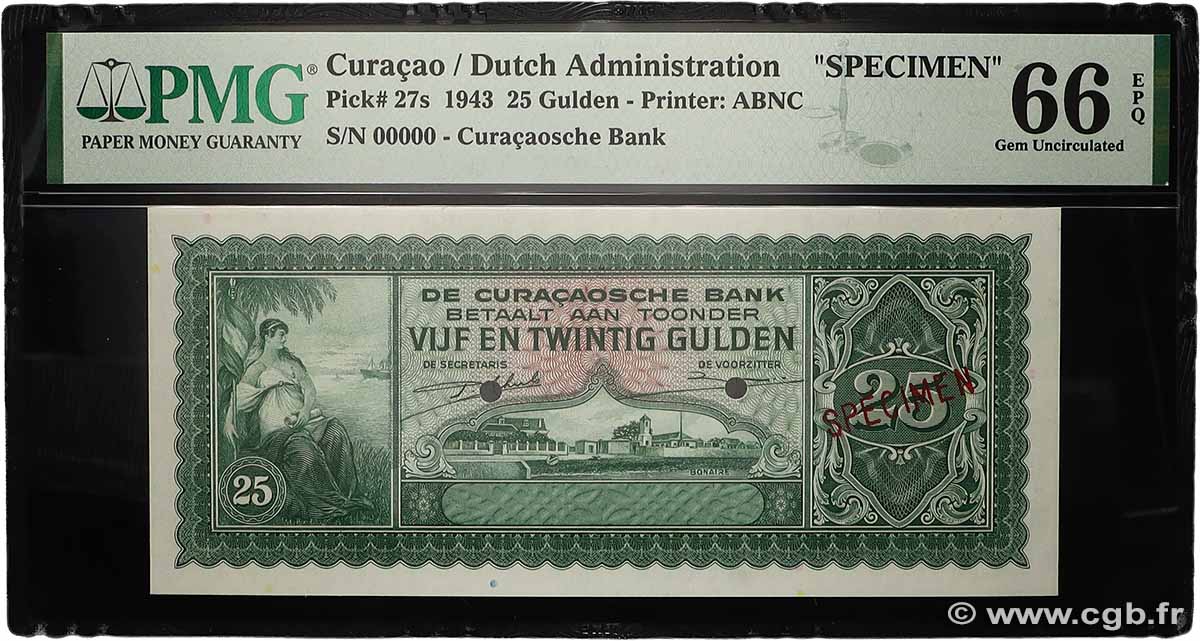 PMG®
PAPER MONEY GUARANTY
Curaçao / Dutch Administration
"SPECIMEN"
Pick# 27s 1943 25 Gulden - Printer: ABNC
S/N 00000 - Curaçaosche Bank
66
EPQ
Gem Uncirculated
DE CURAÇAOSCHE BANK
BETAALT AAN TOONDER
VIJF EN TWINTIG GULDEN
DE SECRETARIS
DE VOORZITTER
25
SPECIMEN
BONAIRE
25
© www.cgb.fr